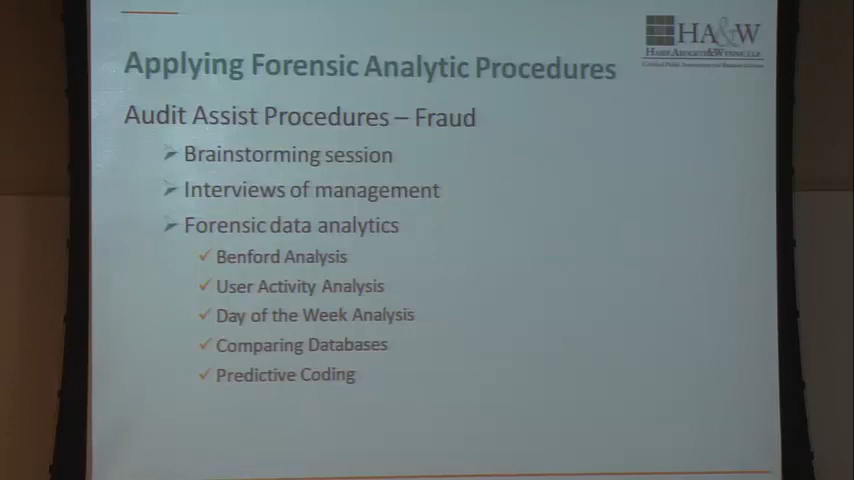 HA&W
Applying Forensic Analytic Procedures
Audit Assist Procedures – Fraud
Brainstorming session
Interviews of management
Forensic data analytics
Benford Analysis
User Activity Analysis
Day of the Week Analysis
Comparing Databases
Predictive Coding